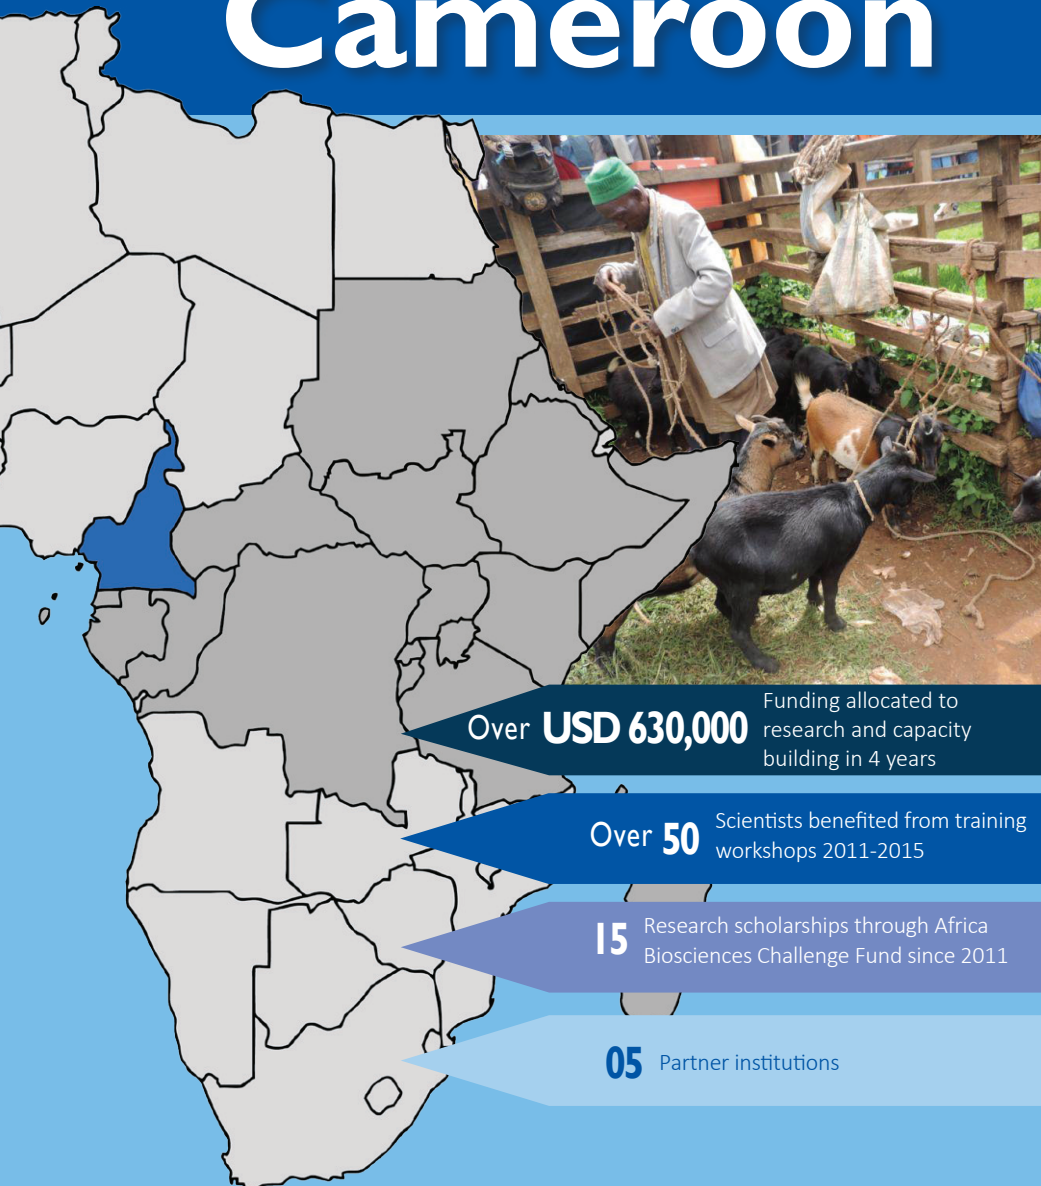 Cameroon
Over USD 630,000
Funding allocated to
research and capacity
building in 4 years
Over 50
Scientists benefited from training
workshops 2011-2015
15
Research scholarships through Africa
Biosciences Challenge Fund since 2011
05 Partner institutions